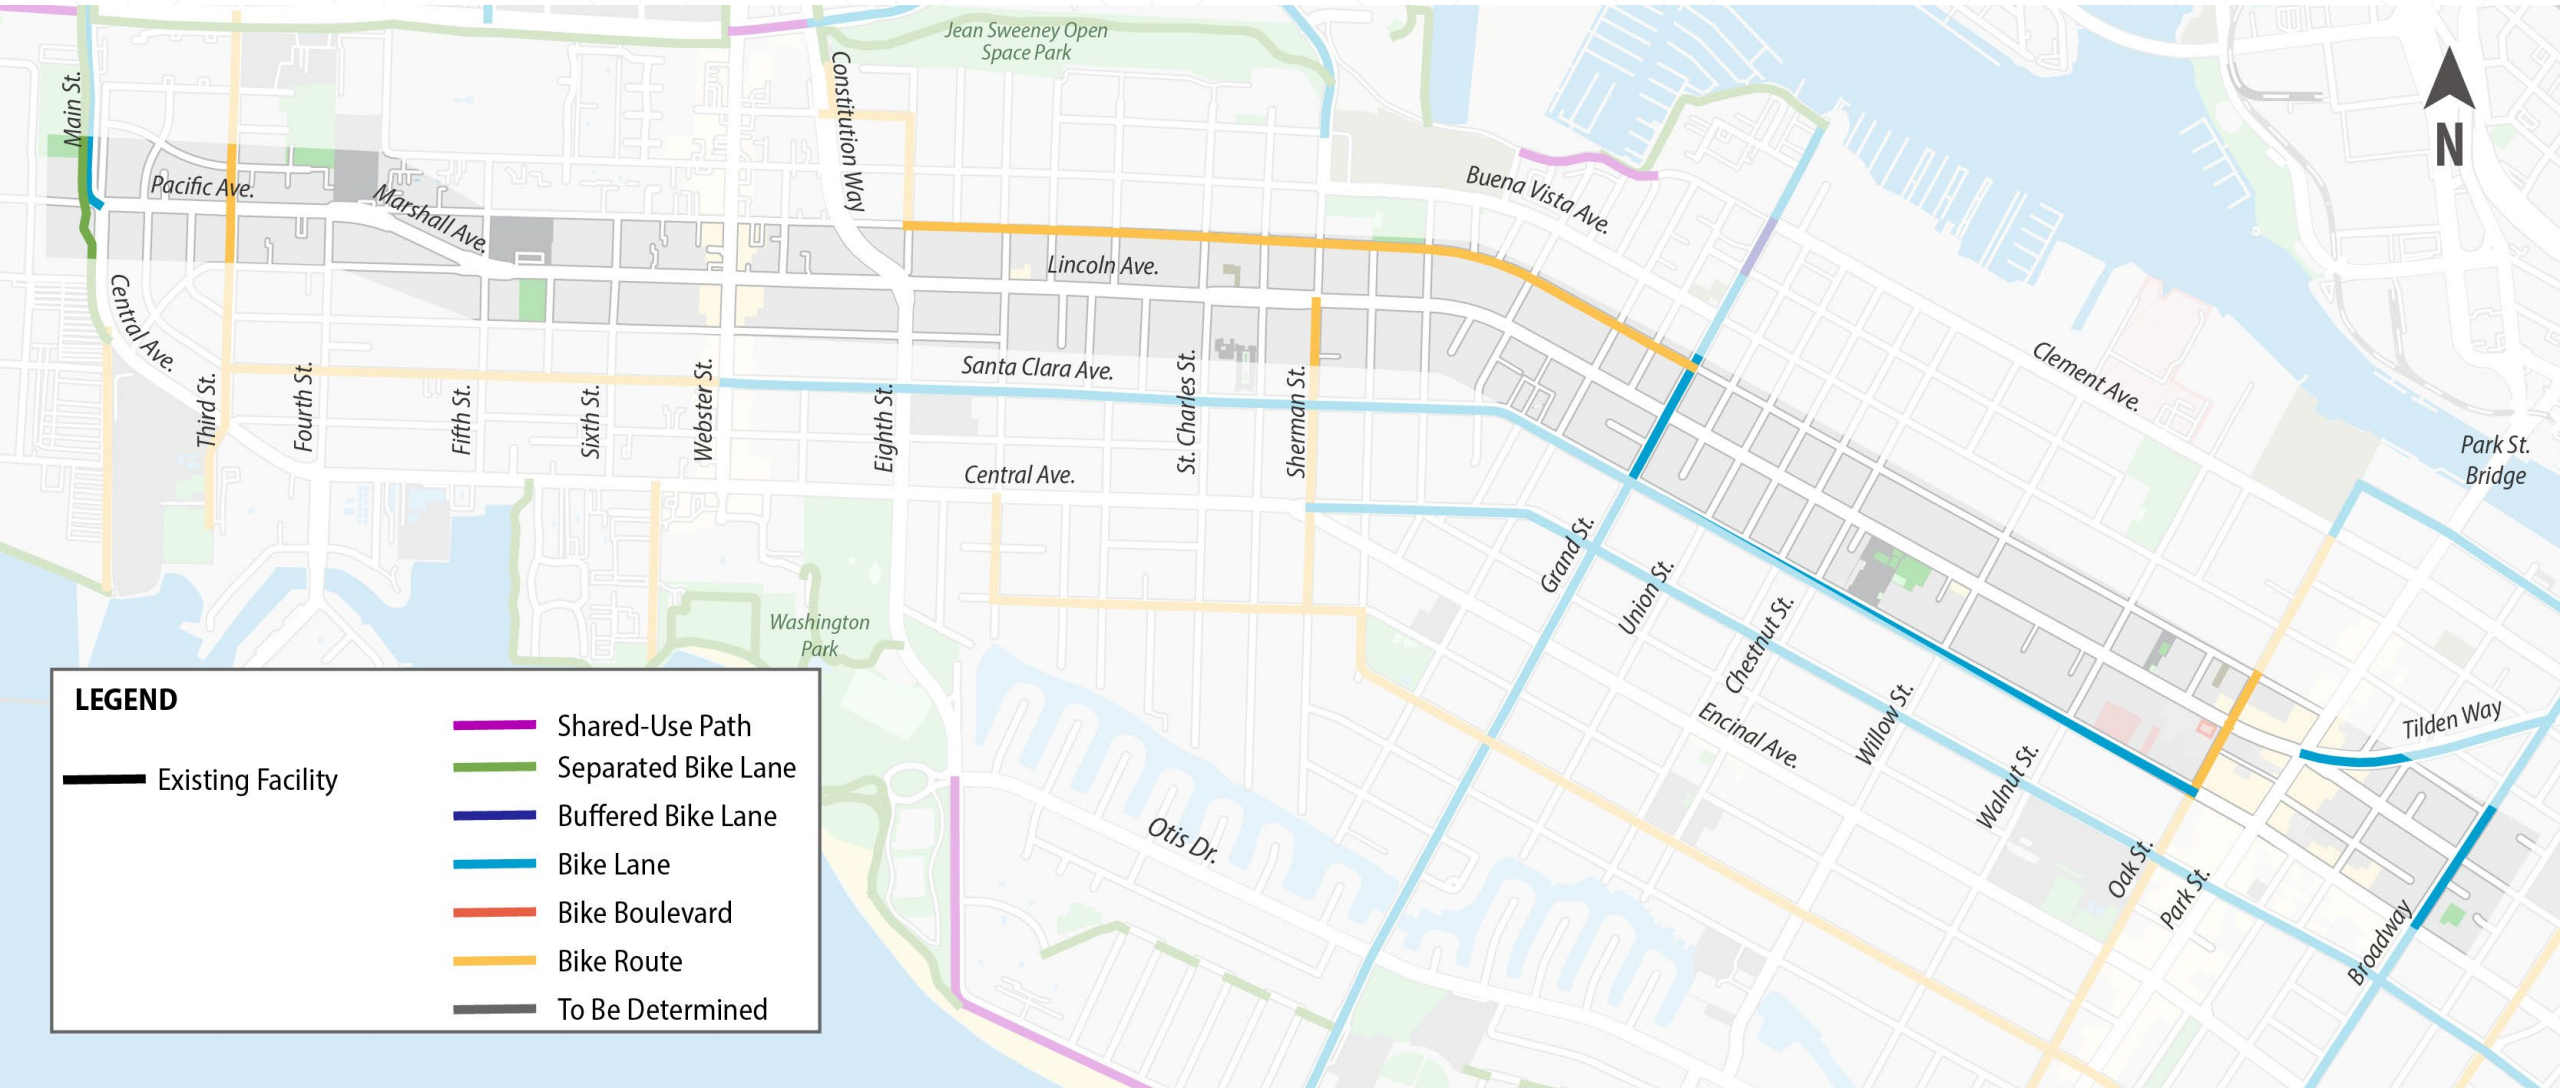 Jean Sweeney Open
Space Park
Main St.
Constitution Way
N
Pacific Ave.
Marshall Ave.
Buena Vista Ave.
Lincoln Ave.
Central Ave.
Santa Clara Ave.
Clement Ave.
Third St.
Fourth St.
Fifth St.
Sixth St.
Webster St.
Eighth St.
St. Charles St.
Sherman St.
Central Ave.
Park St.
Bridge
Grand St.
Union St.
Chestnut St.
Washington
Park
Encinal Ave.
Willow St.
Walnut St.
Tilden Way
Otis Dr.
Oak St.
Park St.
Broadway
LEGEND
Existing Facility
Shared-Use Path
Separated Bike Lane
Buffered Bike Lane
Bike Lane
Bike Boulevard
Bike Route
To Be Determined